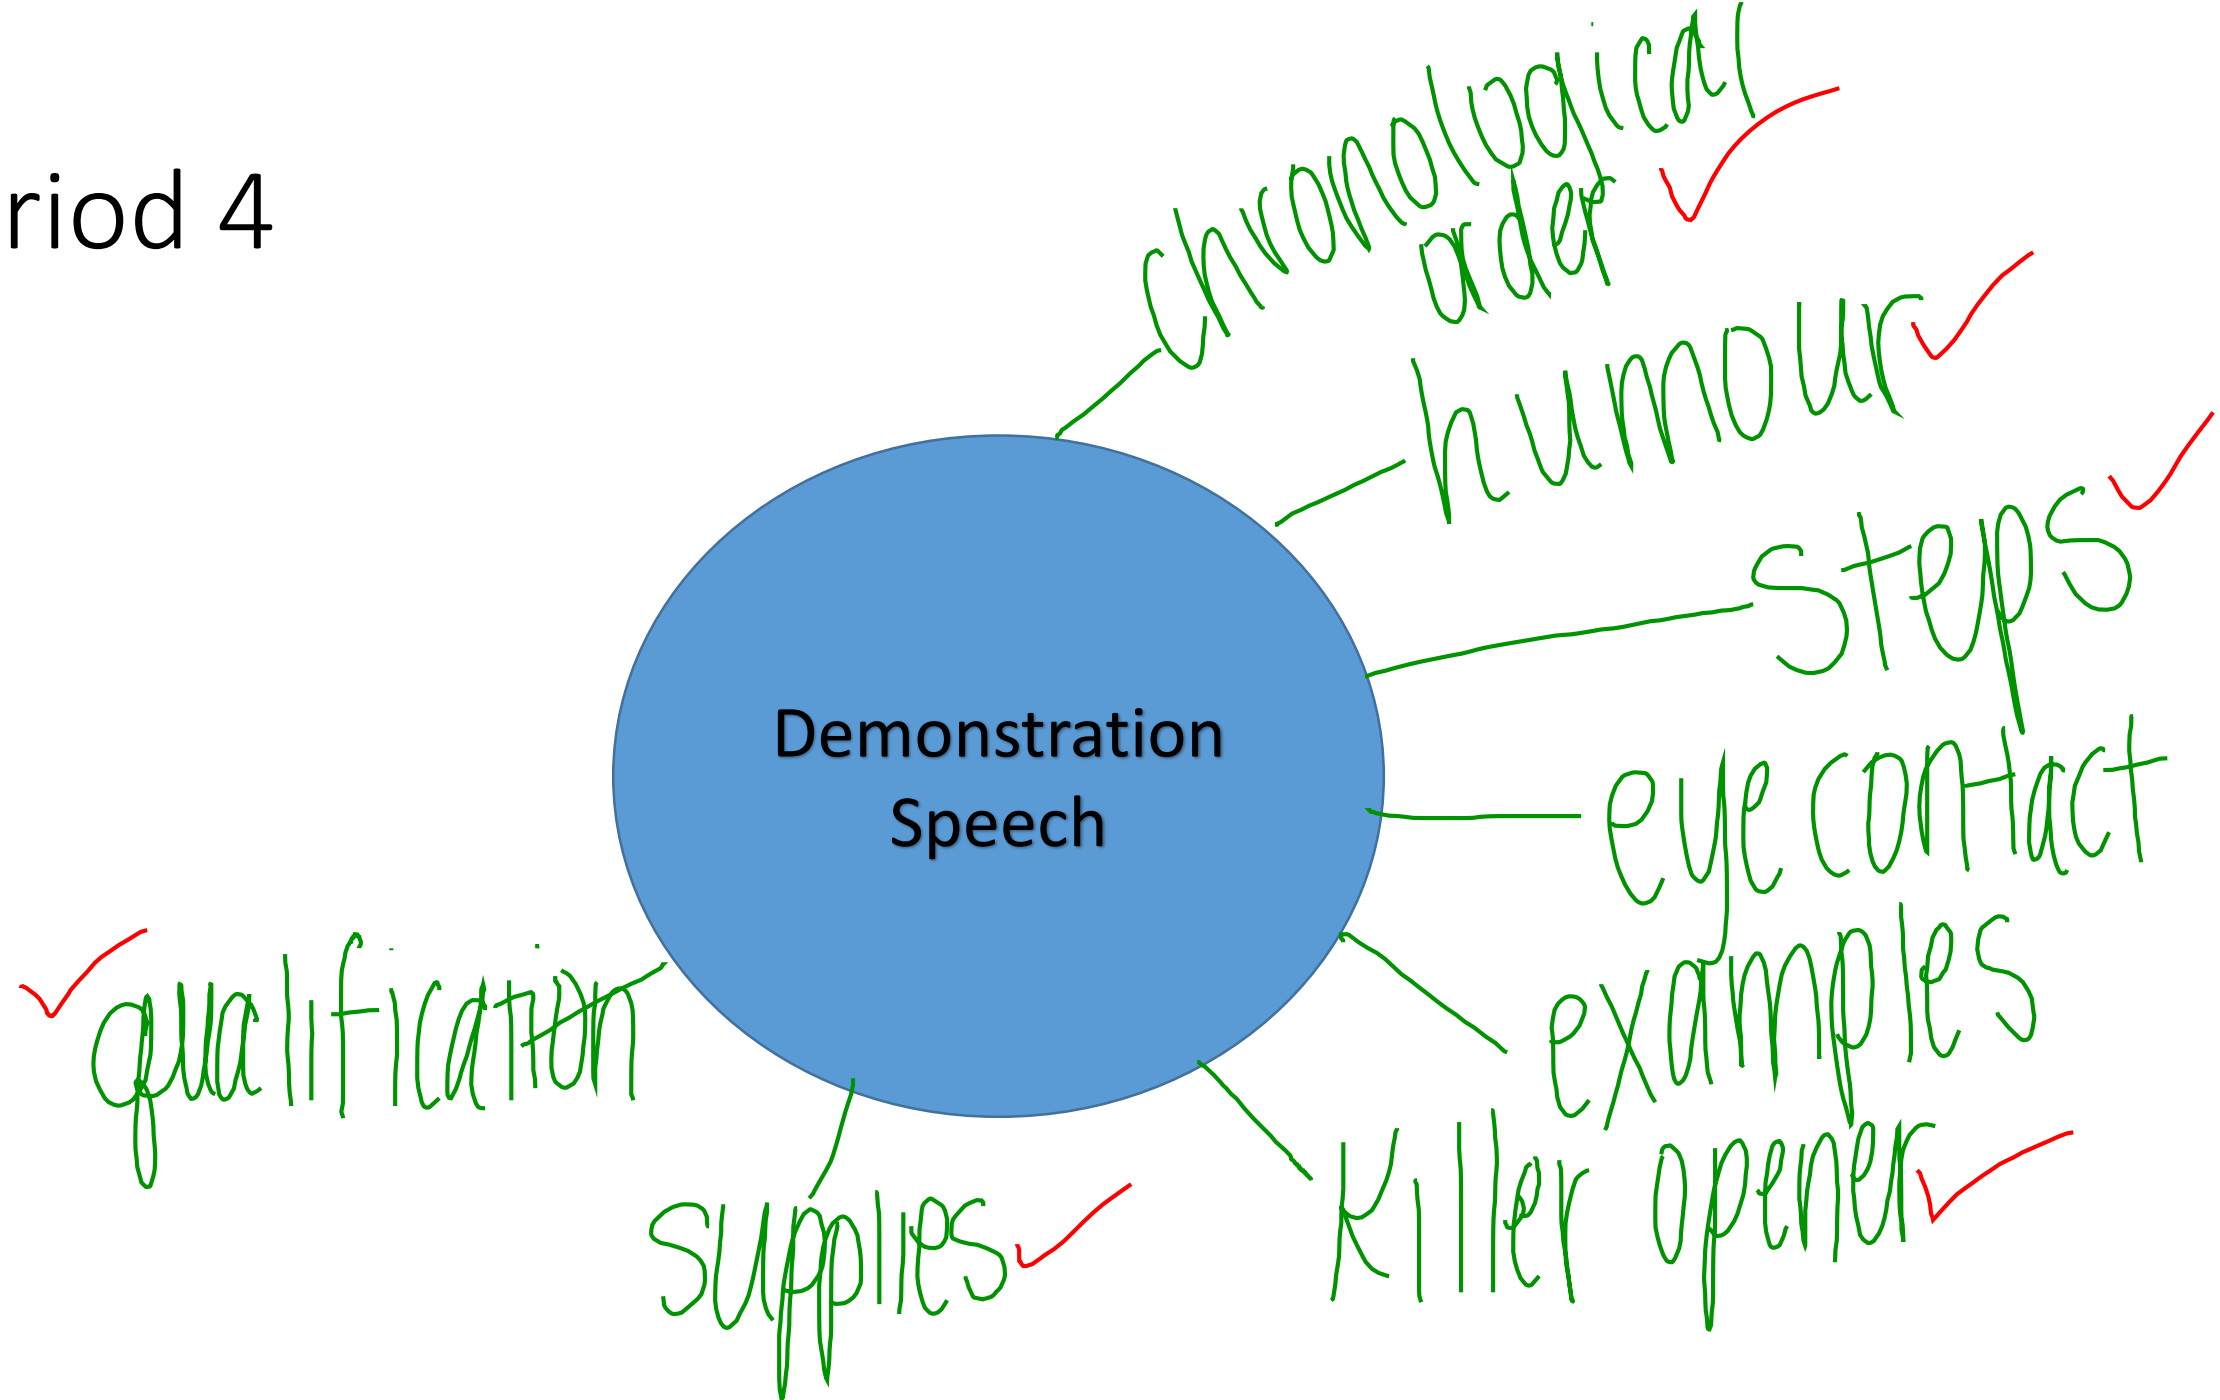 riod 4
chronological
order
humour
Steps
Demonstration
Speech
eye contact
examples
qualification
Killer opener
supplies